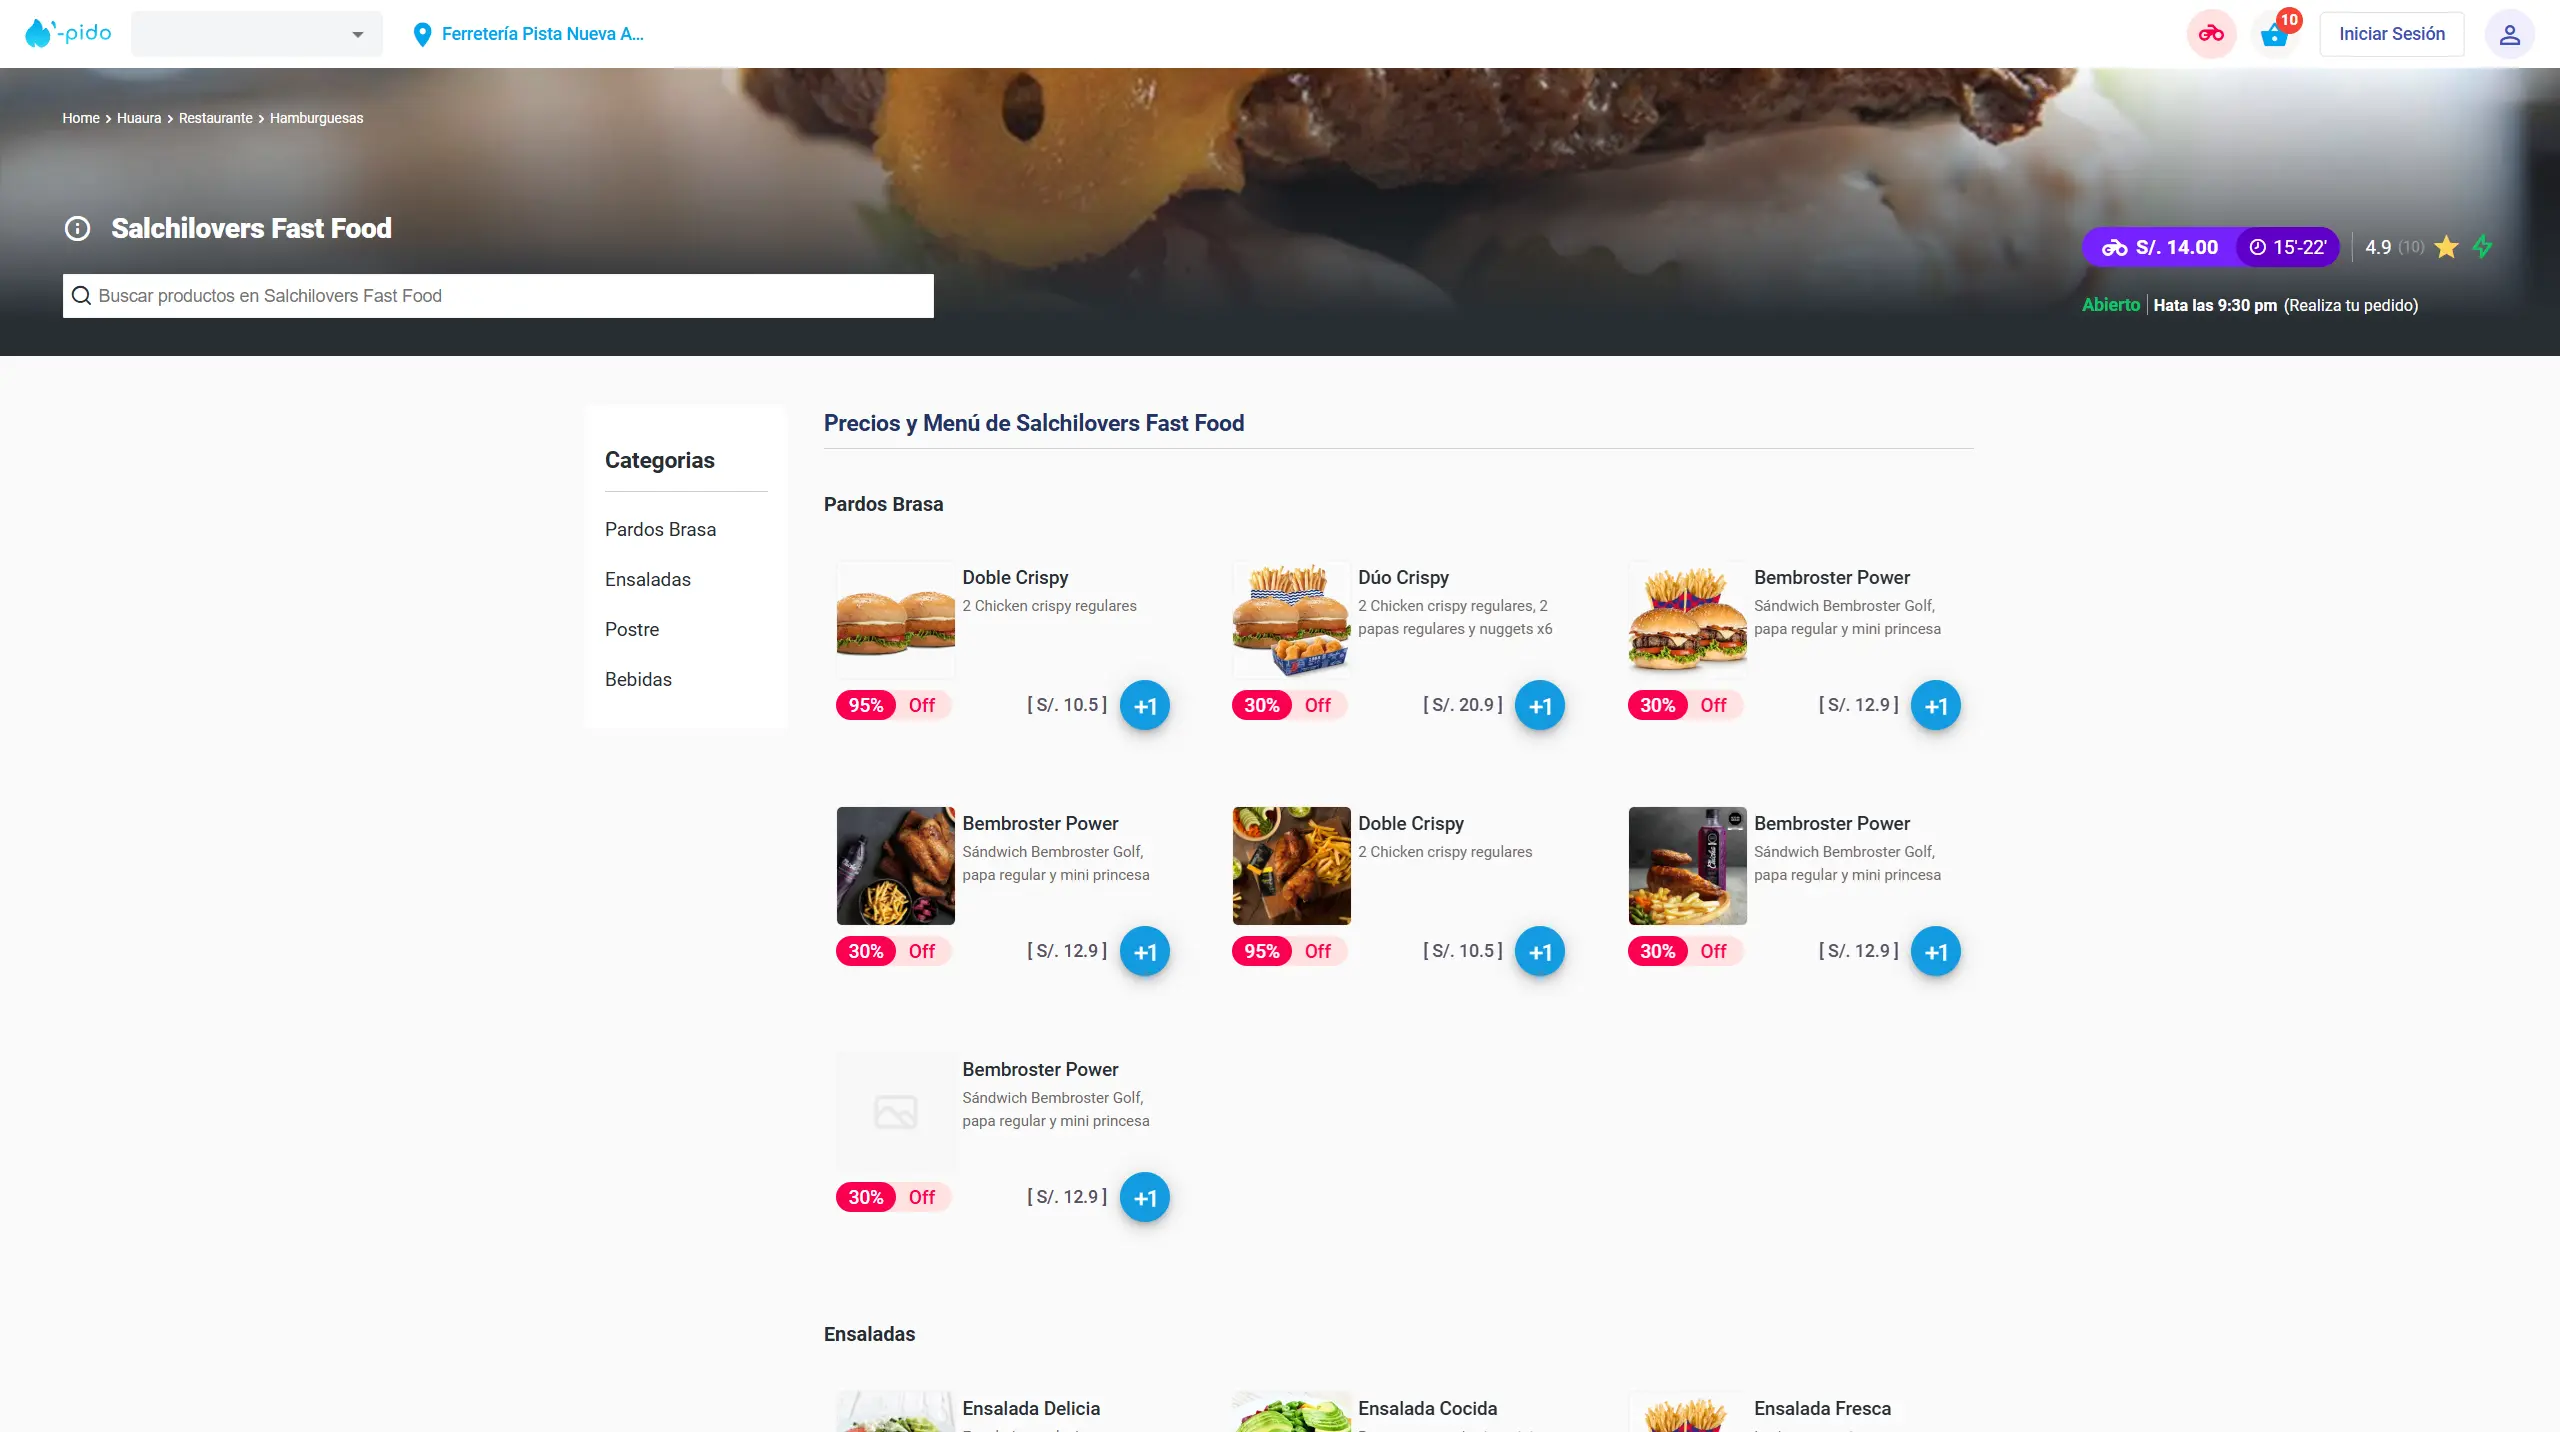 -pido
Ferretería Pista Nueva A...
10
Iniciar Sesión
Home > Huaura > Restaurante > Hamburguesas
Salchilovers Fast Food
S/. 14.00 15'-22' 4.9 (10)
Buscar productos en Salchilovers Fast Food
Abierto Hata las 9:30 pm (Realiza tu pedido)
Categorias
Pardos Brasa
Ensaladas
Postre
Bebidas
Precios y Menú de Salchilovers Fast Food
Pardos Brasa
Doble Crispy
2 Chicken crispy regulares
95% Off
[ S/. 10.5 ]
+1
Dúo Crispy
2 Chicken crispy regulares, 2
papas regulares y nuggets x6
30% Off
[ S/. 20.9 ]
+1
Bembroster Power
Sándwich Bembroster Golf,
papa regular y mini princesa
30% Off
[ S/. 12.9 ]
+1
Bembroster Power
Sándwich Bembroster Golf,
papa regular y mini princesa
30% Off
[ S/. 12.9 ]
+1
Doble Crispy
2 Chicken crispy regulares
95% Off
[ S/. 10.5 ]
+1
Bembroster Power
Sándwich Bembroster Golf,
papa regular y mini princesa
30% Off
[ S/. 12.9 ]
+1
Bembroster Power
Sándwich Bembroster Golf,
papa regular y mini princesa
30% Off
[ S/. 12.9 ]
+1
Ensaladas
Ensalada Delicia
Ensalada Cocida
Ensalada Fresca